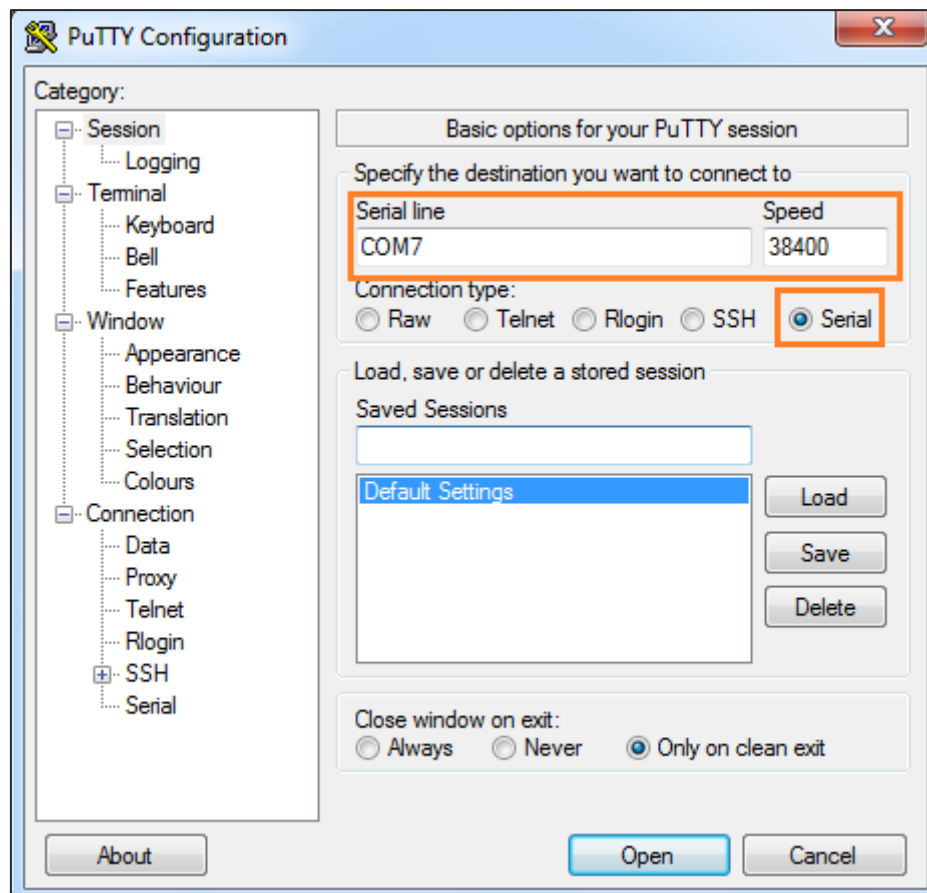 PuTTY Configuration
Category:
Session
Logging
Terminal
Keyboard
Bell
Features
Window
Appearance
Behaviour
Translation
Selection
Colours
Connection
Data
Proxy
Telnet
Rlogin
SSH
Serial
Basic options for your PuTTY session
Specify the destination you want to connect to
Serial line Speed
COM7 38400
Connection type:
Raw Telnet Rlogin SSH Serial
Load, save or delete a stored session
Saved Sessions
Default Settings
Load
Save
Delete
Close window on exit:
Always Never Only on clean exit
About Open Cancel